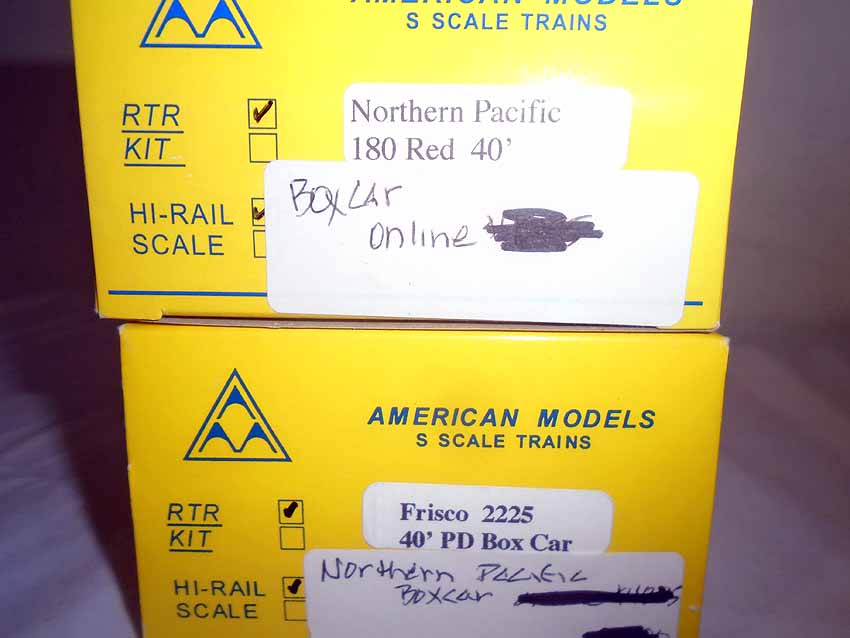 AMERICAN MODELS
S SCALE TRAINS
RTR
KIT
Northern Pacific
180 Red 40'
HI-RAIL
SCALE
BOXCAR
Online
AMERICAN MODELS
S SCALE TRAINS
RTR
KIT
Frisco 2225
40' PD Box Car
HI-RAIL
SCALE
Northern PACIFIC
BOXCAR